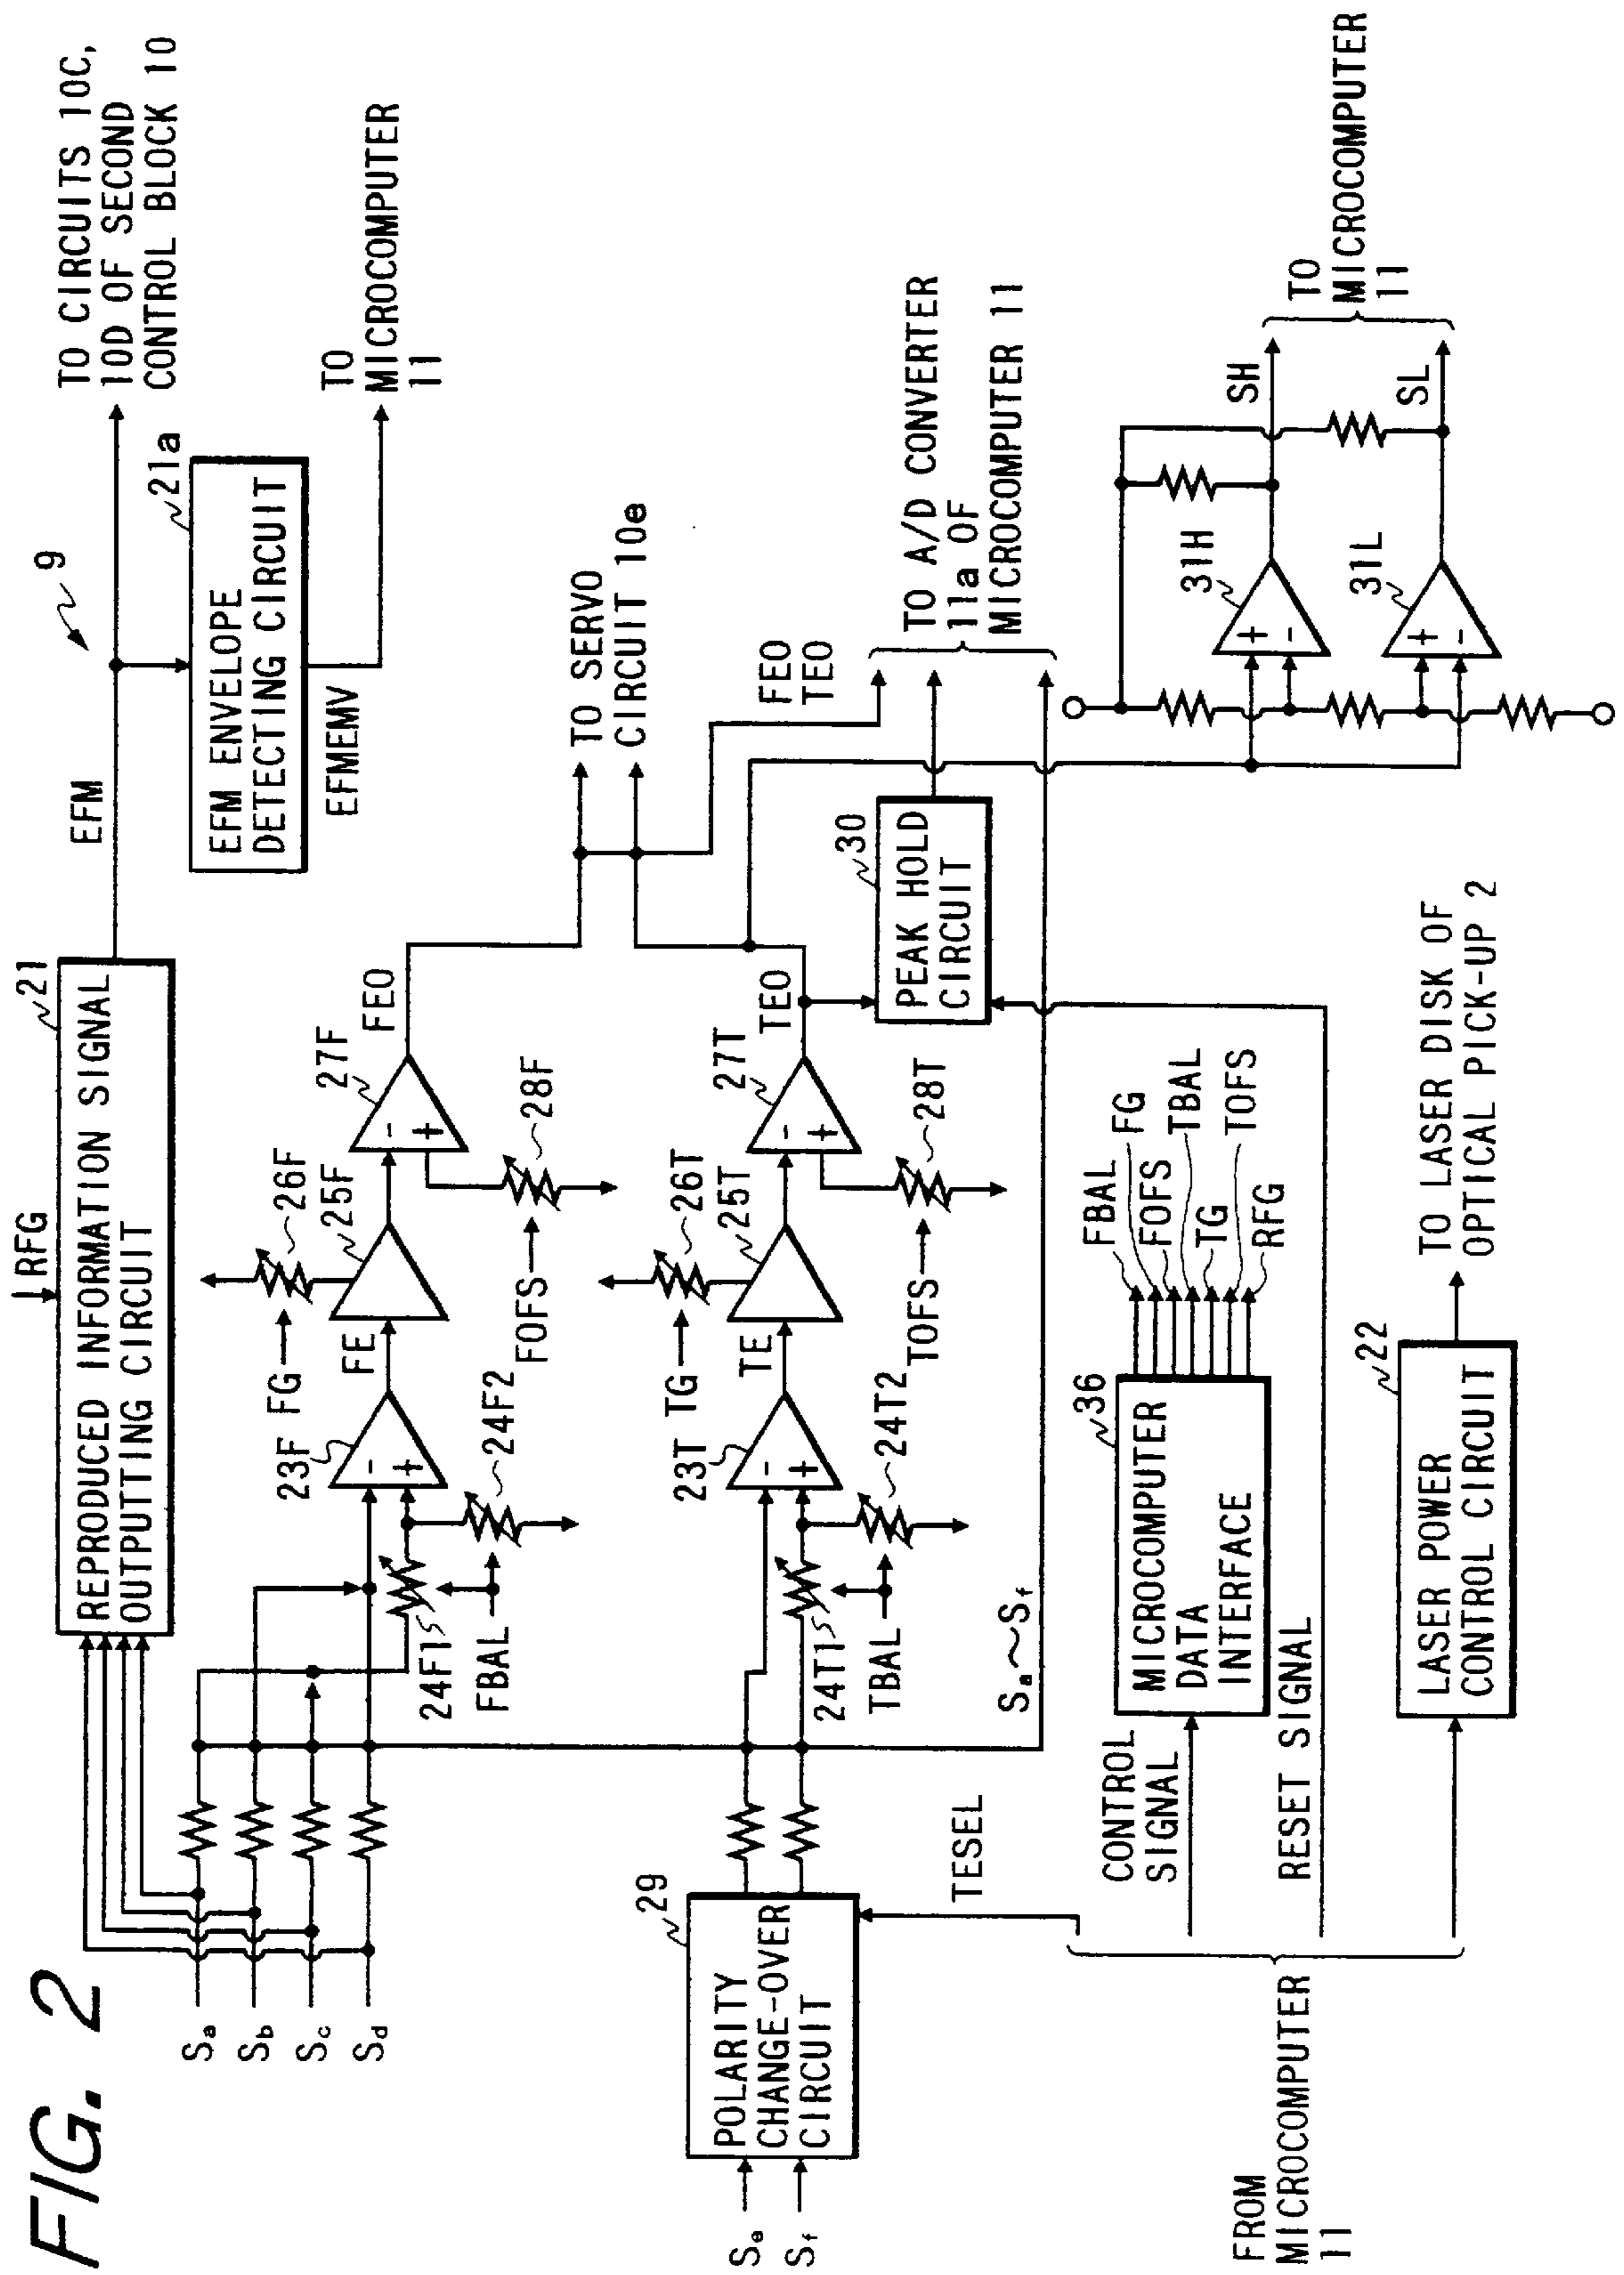 FIG. 2
9
RFG
21
REPRODUCED INFORMATION SIGNAL
OUTPUTTING CIRCUIT
EFM
TO CIRCUITS 10C,
10D OF SECOND
CONTROL BLOCK 10
21a
EFM ENVELOPE
DETECTING CIRCUIT
EFMEMV
TO
MICROCOMPUTER
11
Sa
Sb
Sc
Sd
24F1
FBAL
24F2
23F
FE
FG
26F
25F
FOFS
28F
27F
FEO
TO SERVO
CIRCUIT 10e
Se
Sf
29
POLARITY
CHANGE-OVER
CIRCUIT
TESEL
24T1
TBAL
24T2
23T
TE
TG
26T
25T
TOFS
28T
27T
TEO
30
PEAK HOLD
CIRCUIT
FEO
TEO
TO A/D CONVERTER
11a OF
MICROCOMPUTER 11
Sa~Sf
CONTROL
SIGNAL
36
MICROCOMPUTER
DATA
INTERFACE
FBAL
FG
FOFS
TBAL
TG
TOFS
RFG
RESET SIGNAL
22
LASER POWER
CONTROL CIRCUIT
TO LASER DISK OF
OPTICAL PICK-UP 2
31H
31L
SH
SL
TO
MICROCOMPUTER
11
FROM
MICROCOMPUTER
11